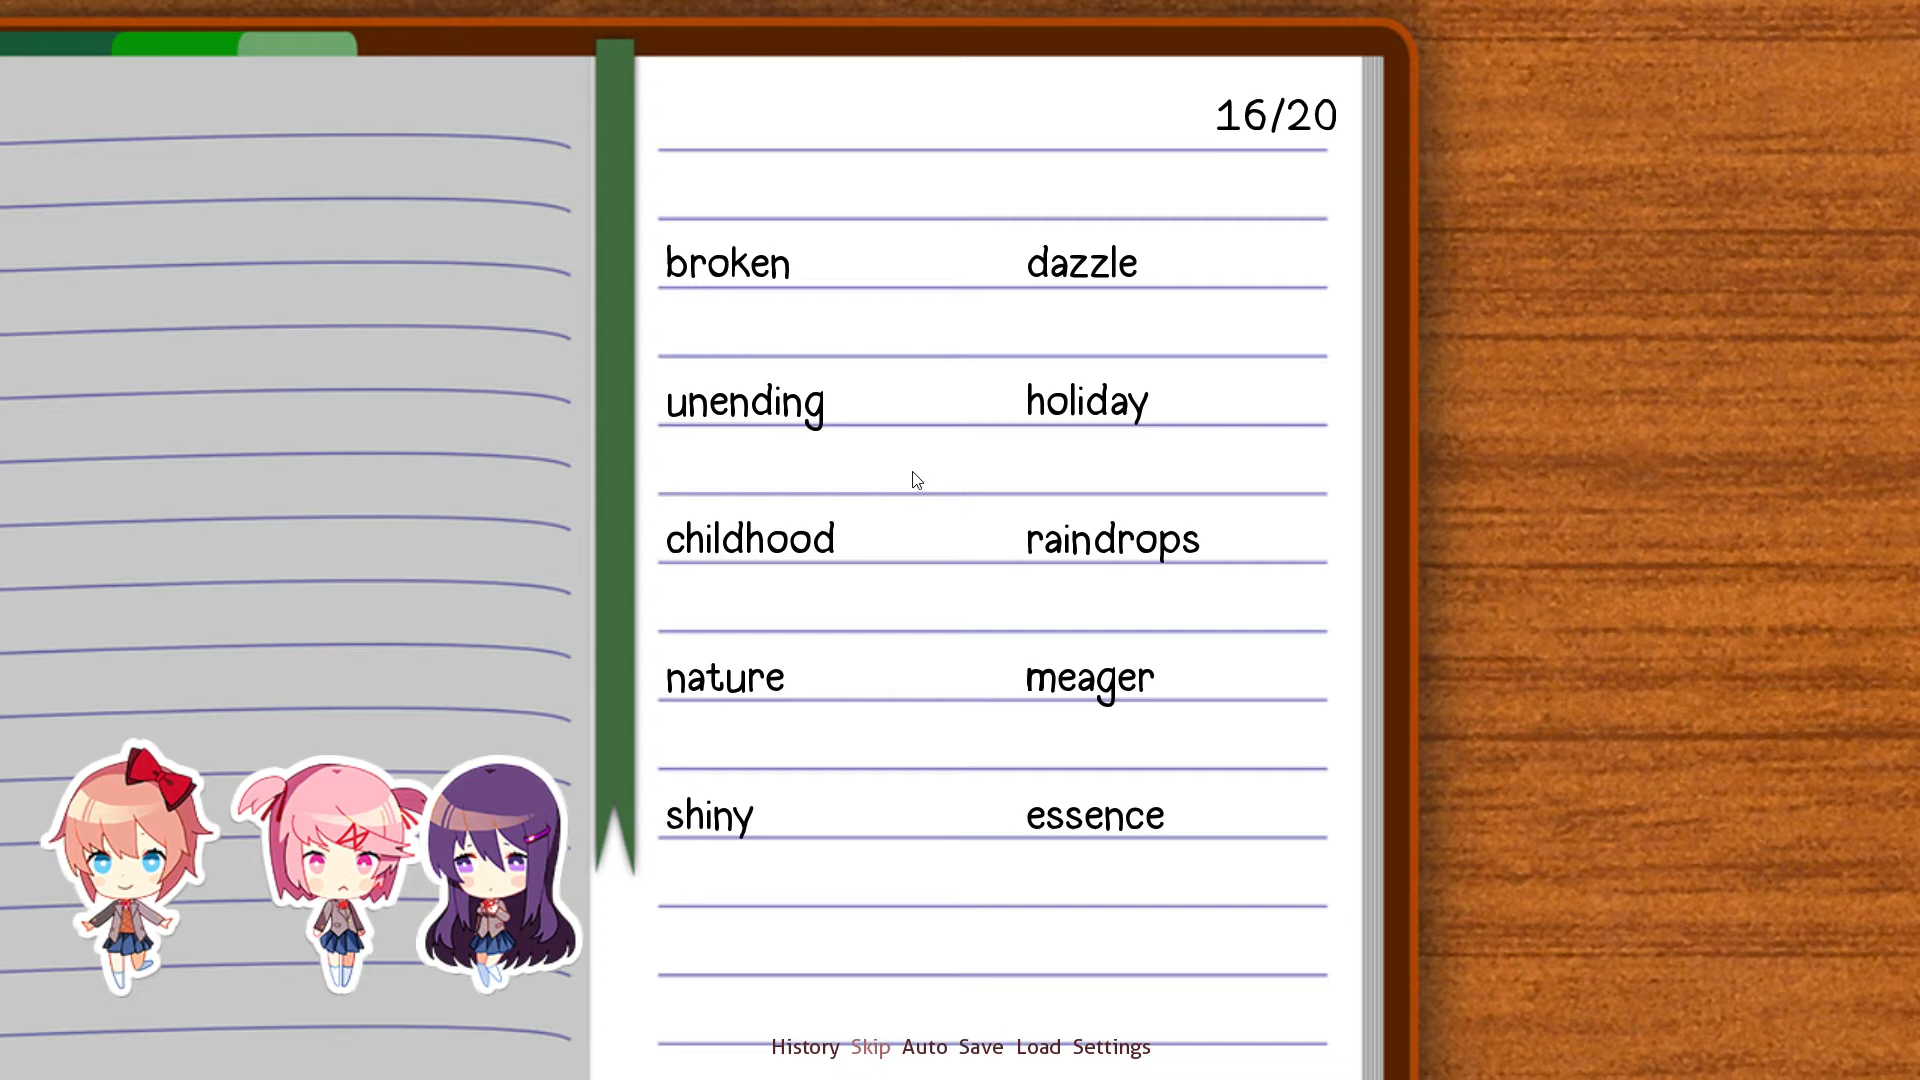 16/20
broken dazzle
unending holiday
childhood raindrops
nature meager
shiny essence
History Skip Auto Save Load Settings